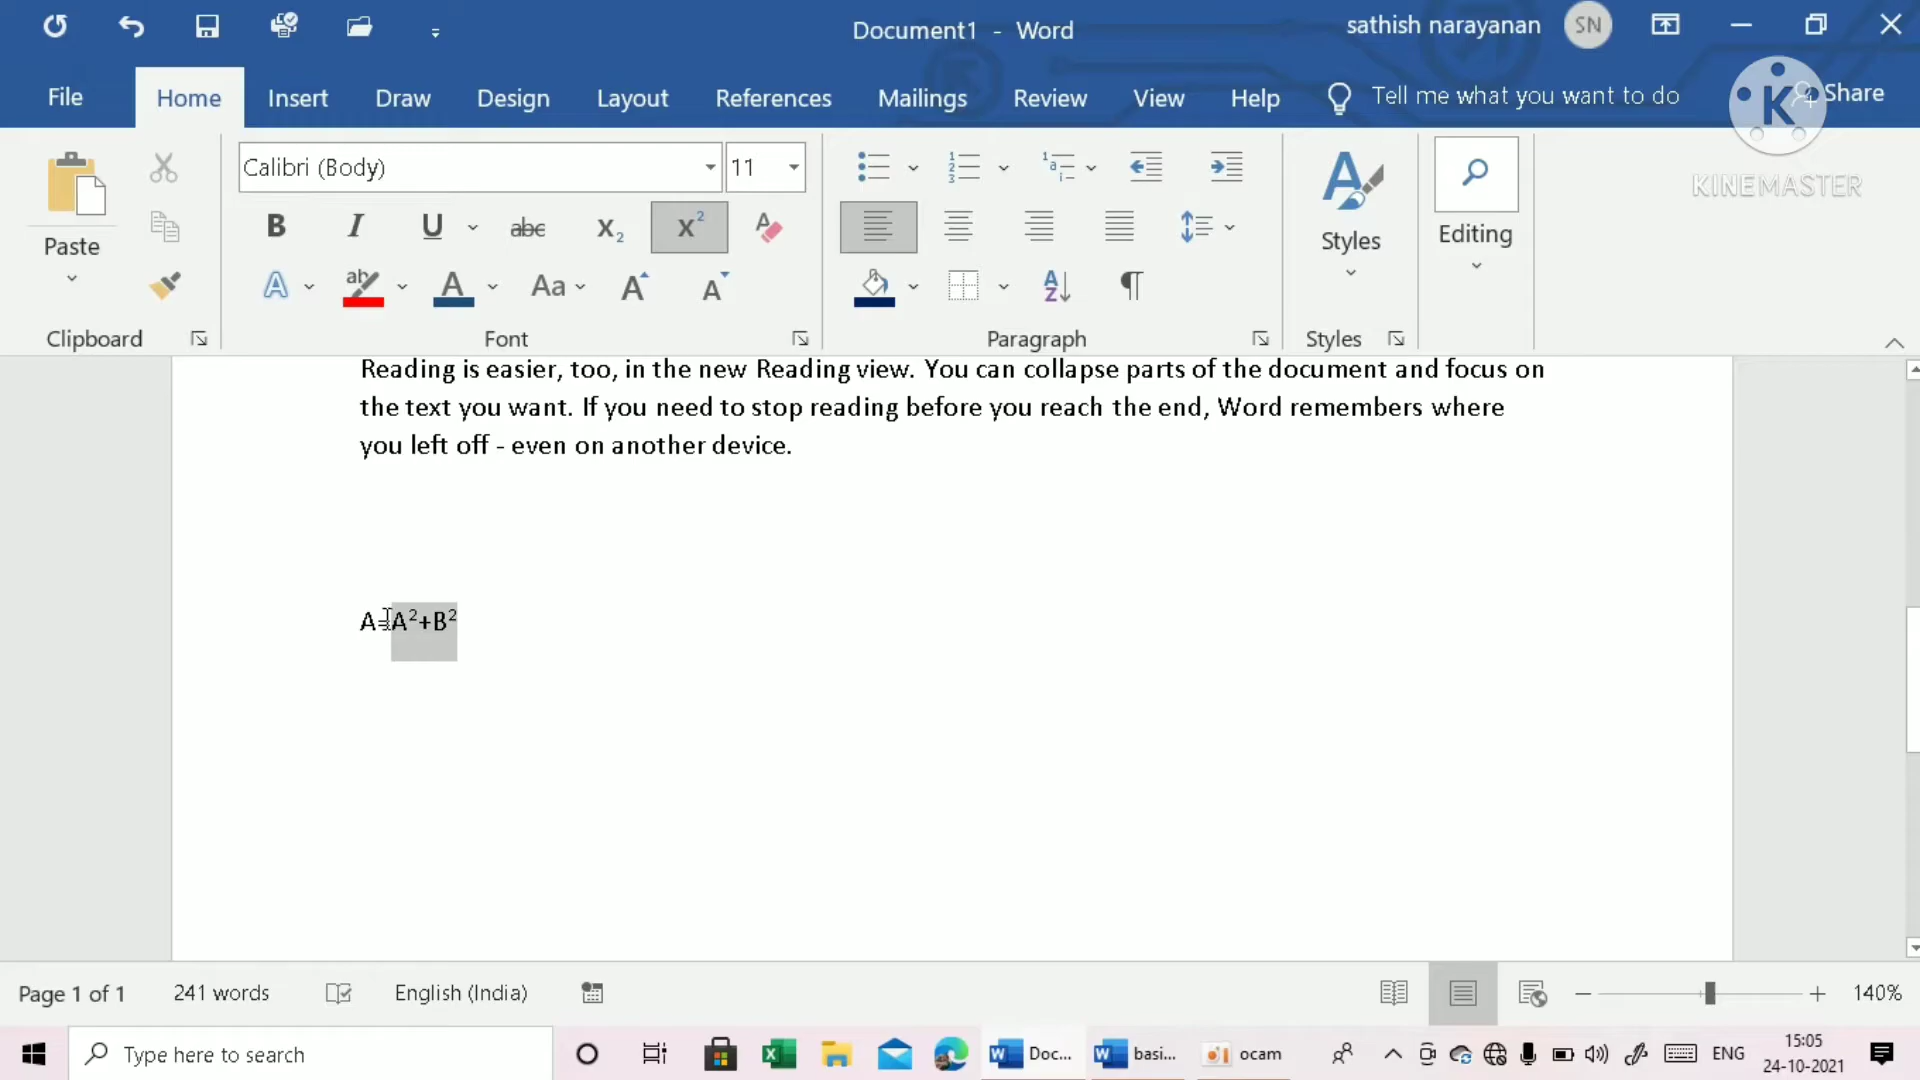 Document1 - Word
sathish narayanan
SN
File
Home
Insert
Draw
Design
Layout
References
Mailings
Review
View
Help
Tell me what you want to do
Share
K
KINEMASTER
Paste
Clipboard
Calibri (Body)
11
B I U abc X₂ X²
A aby A Aa A A
Font
Paragraph
Styles
Styles
Editing
Reading is easier, too, in the new Reading view. You can collapse parts of the document and focus on
the text you want. If you need to stop reading before you reach the end, Word remembers where
you left off - even on another device.
A=A²+B²
Page 1 of 1
241 words
English (India)
140%
Type here to search
Doc...
basi...
ocam
ENG
15:05
24-10-2021